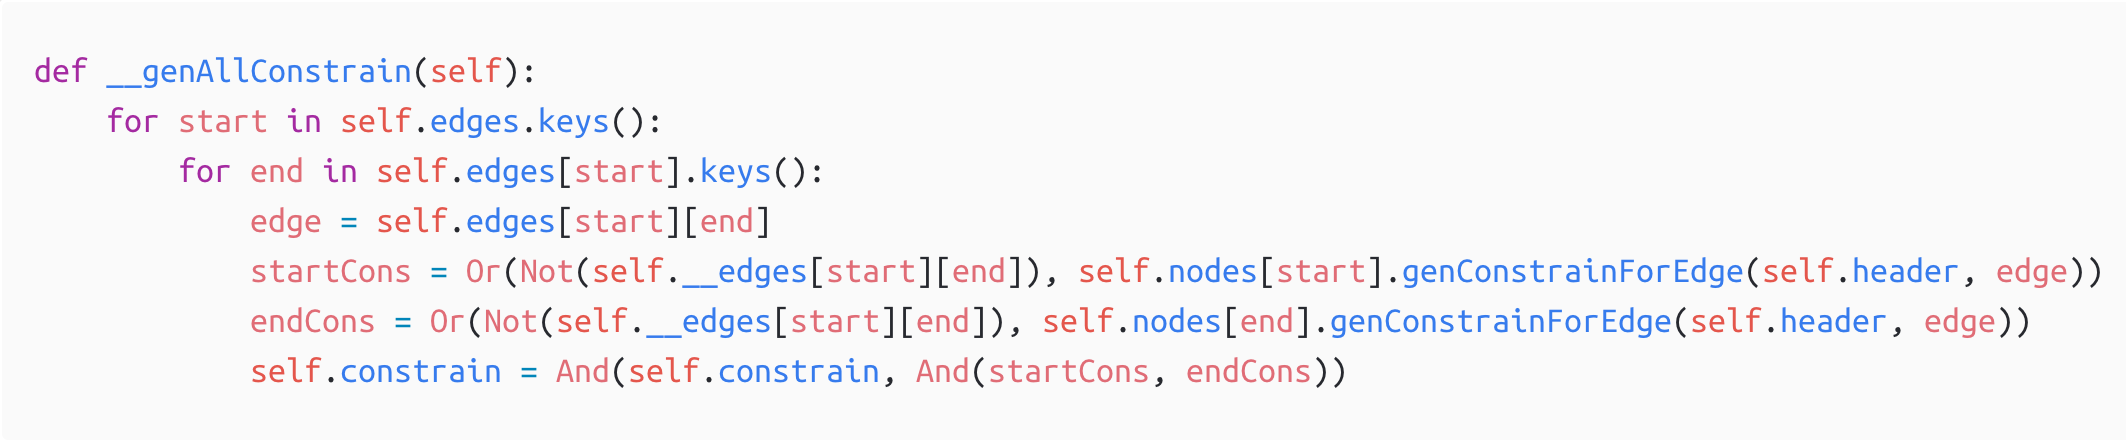 def __genAllConstrain(self):
    for start in self.edges.keys():
        for end in self.edges[start].keys():
            edge = self.edges[start][end]
            startCons = Or(Not(self.__edges[start][end]), self.nodes[start].genConstrainForEdge(self.header, edge))
            endCons = Or(Not(self.__edges[start][end]), self.nodes[end].genConstrainForEdge(self.header, edge))
            self.constrain = And(self.constrain, And(startCons, endCons))